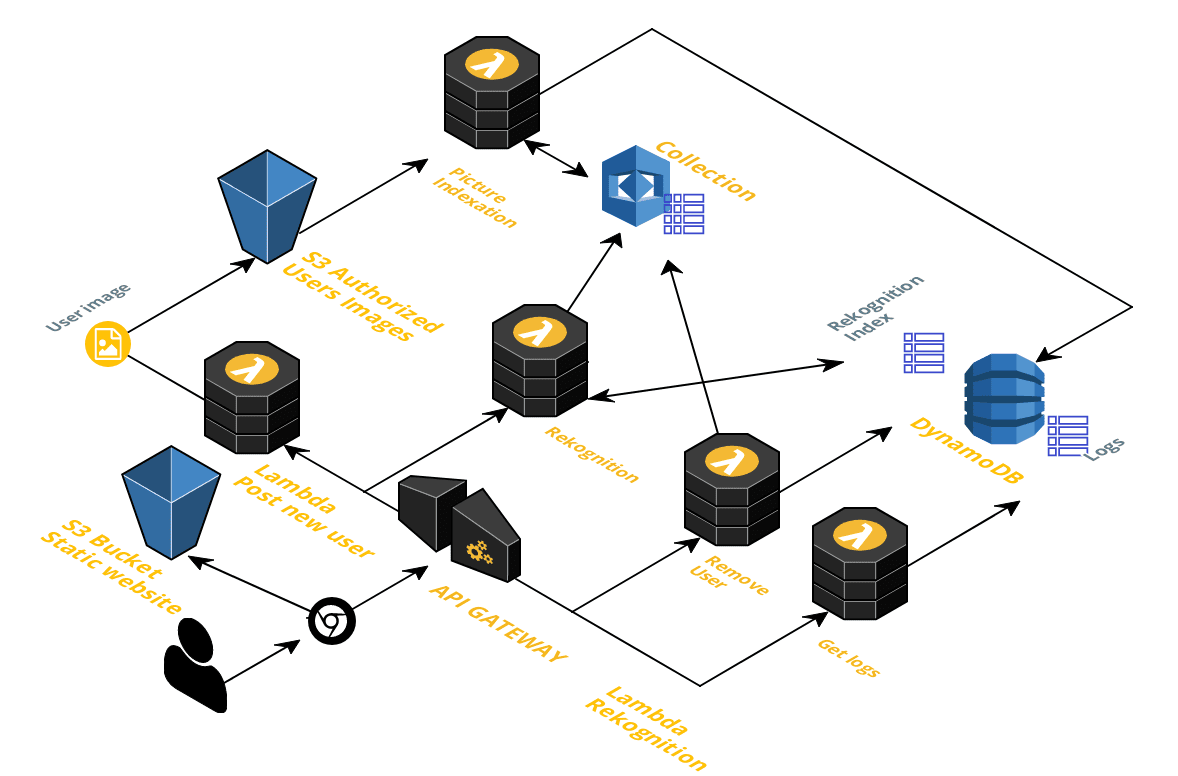 Collection
Picture
Indexation
S3 Authorized
Users Images
User image
Rekognition
Index
Rekognition
DynamoDB
Logs
Lambda
Post new user
S3 Bucket
Static website
API GATEWAY
Remove
User
Get logs
Lambda
Rekognition